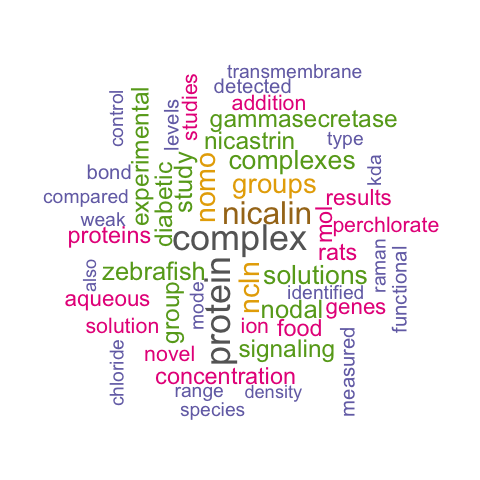 transmembrane
detected
addition
gammasecretase
nicastrin
type
complexes
groups
nicalin
complex
control
experimental
levels
studies
diabetic
study
nomo
kda
bond
compared
weak
proteins
mol
results
perchlorate
rats
raman
functional
also
zebrafish
protein
ncln
solutions
identified
aqueous
group
mode
nodal
genes
solution
ion
food
chloride
novel
signaling
measured
concentration
range
density
species